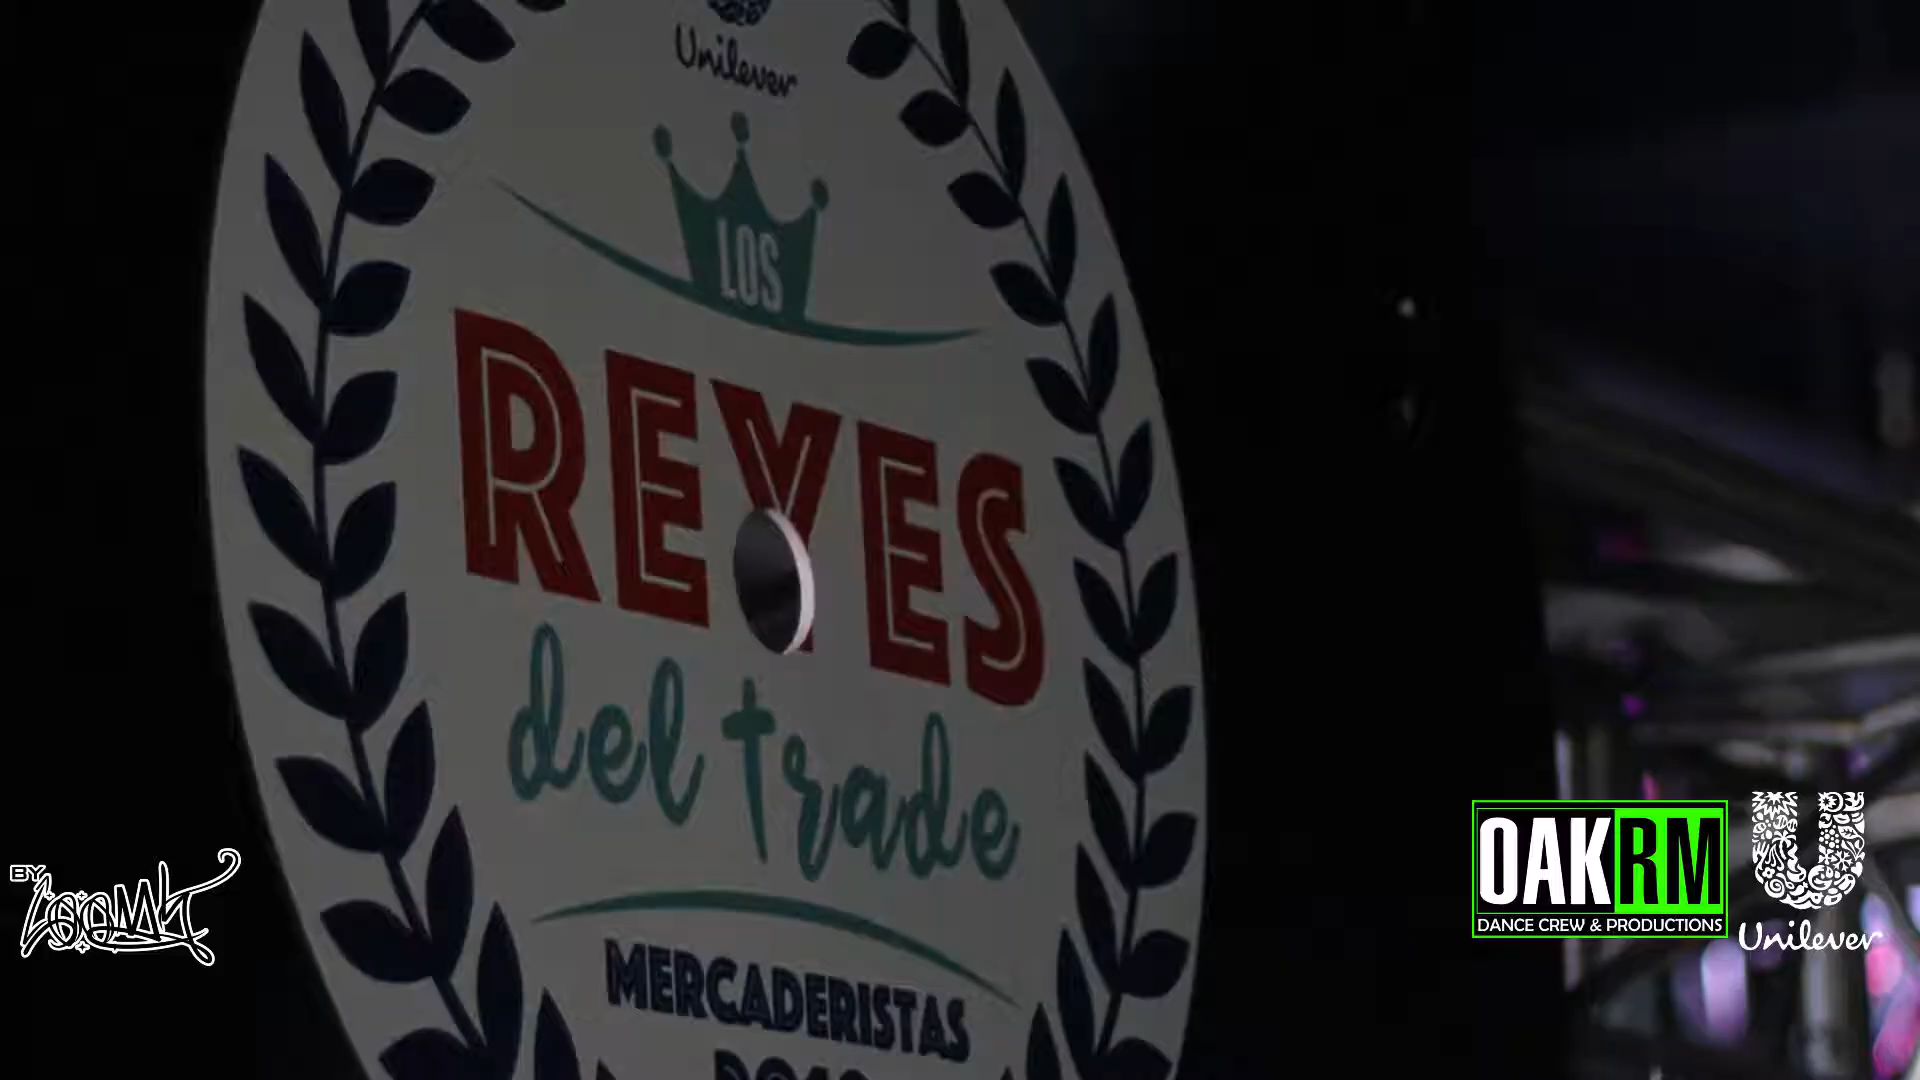 Unilever
LOS
REYES
del trade
MERCADERISTAS
BY
OAKRM
DANCE CREW & PRODUCTIONS
Unilever